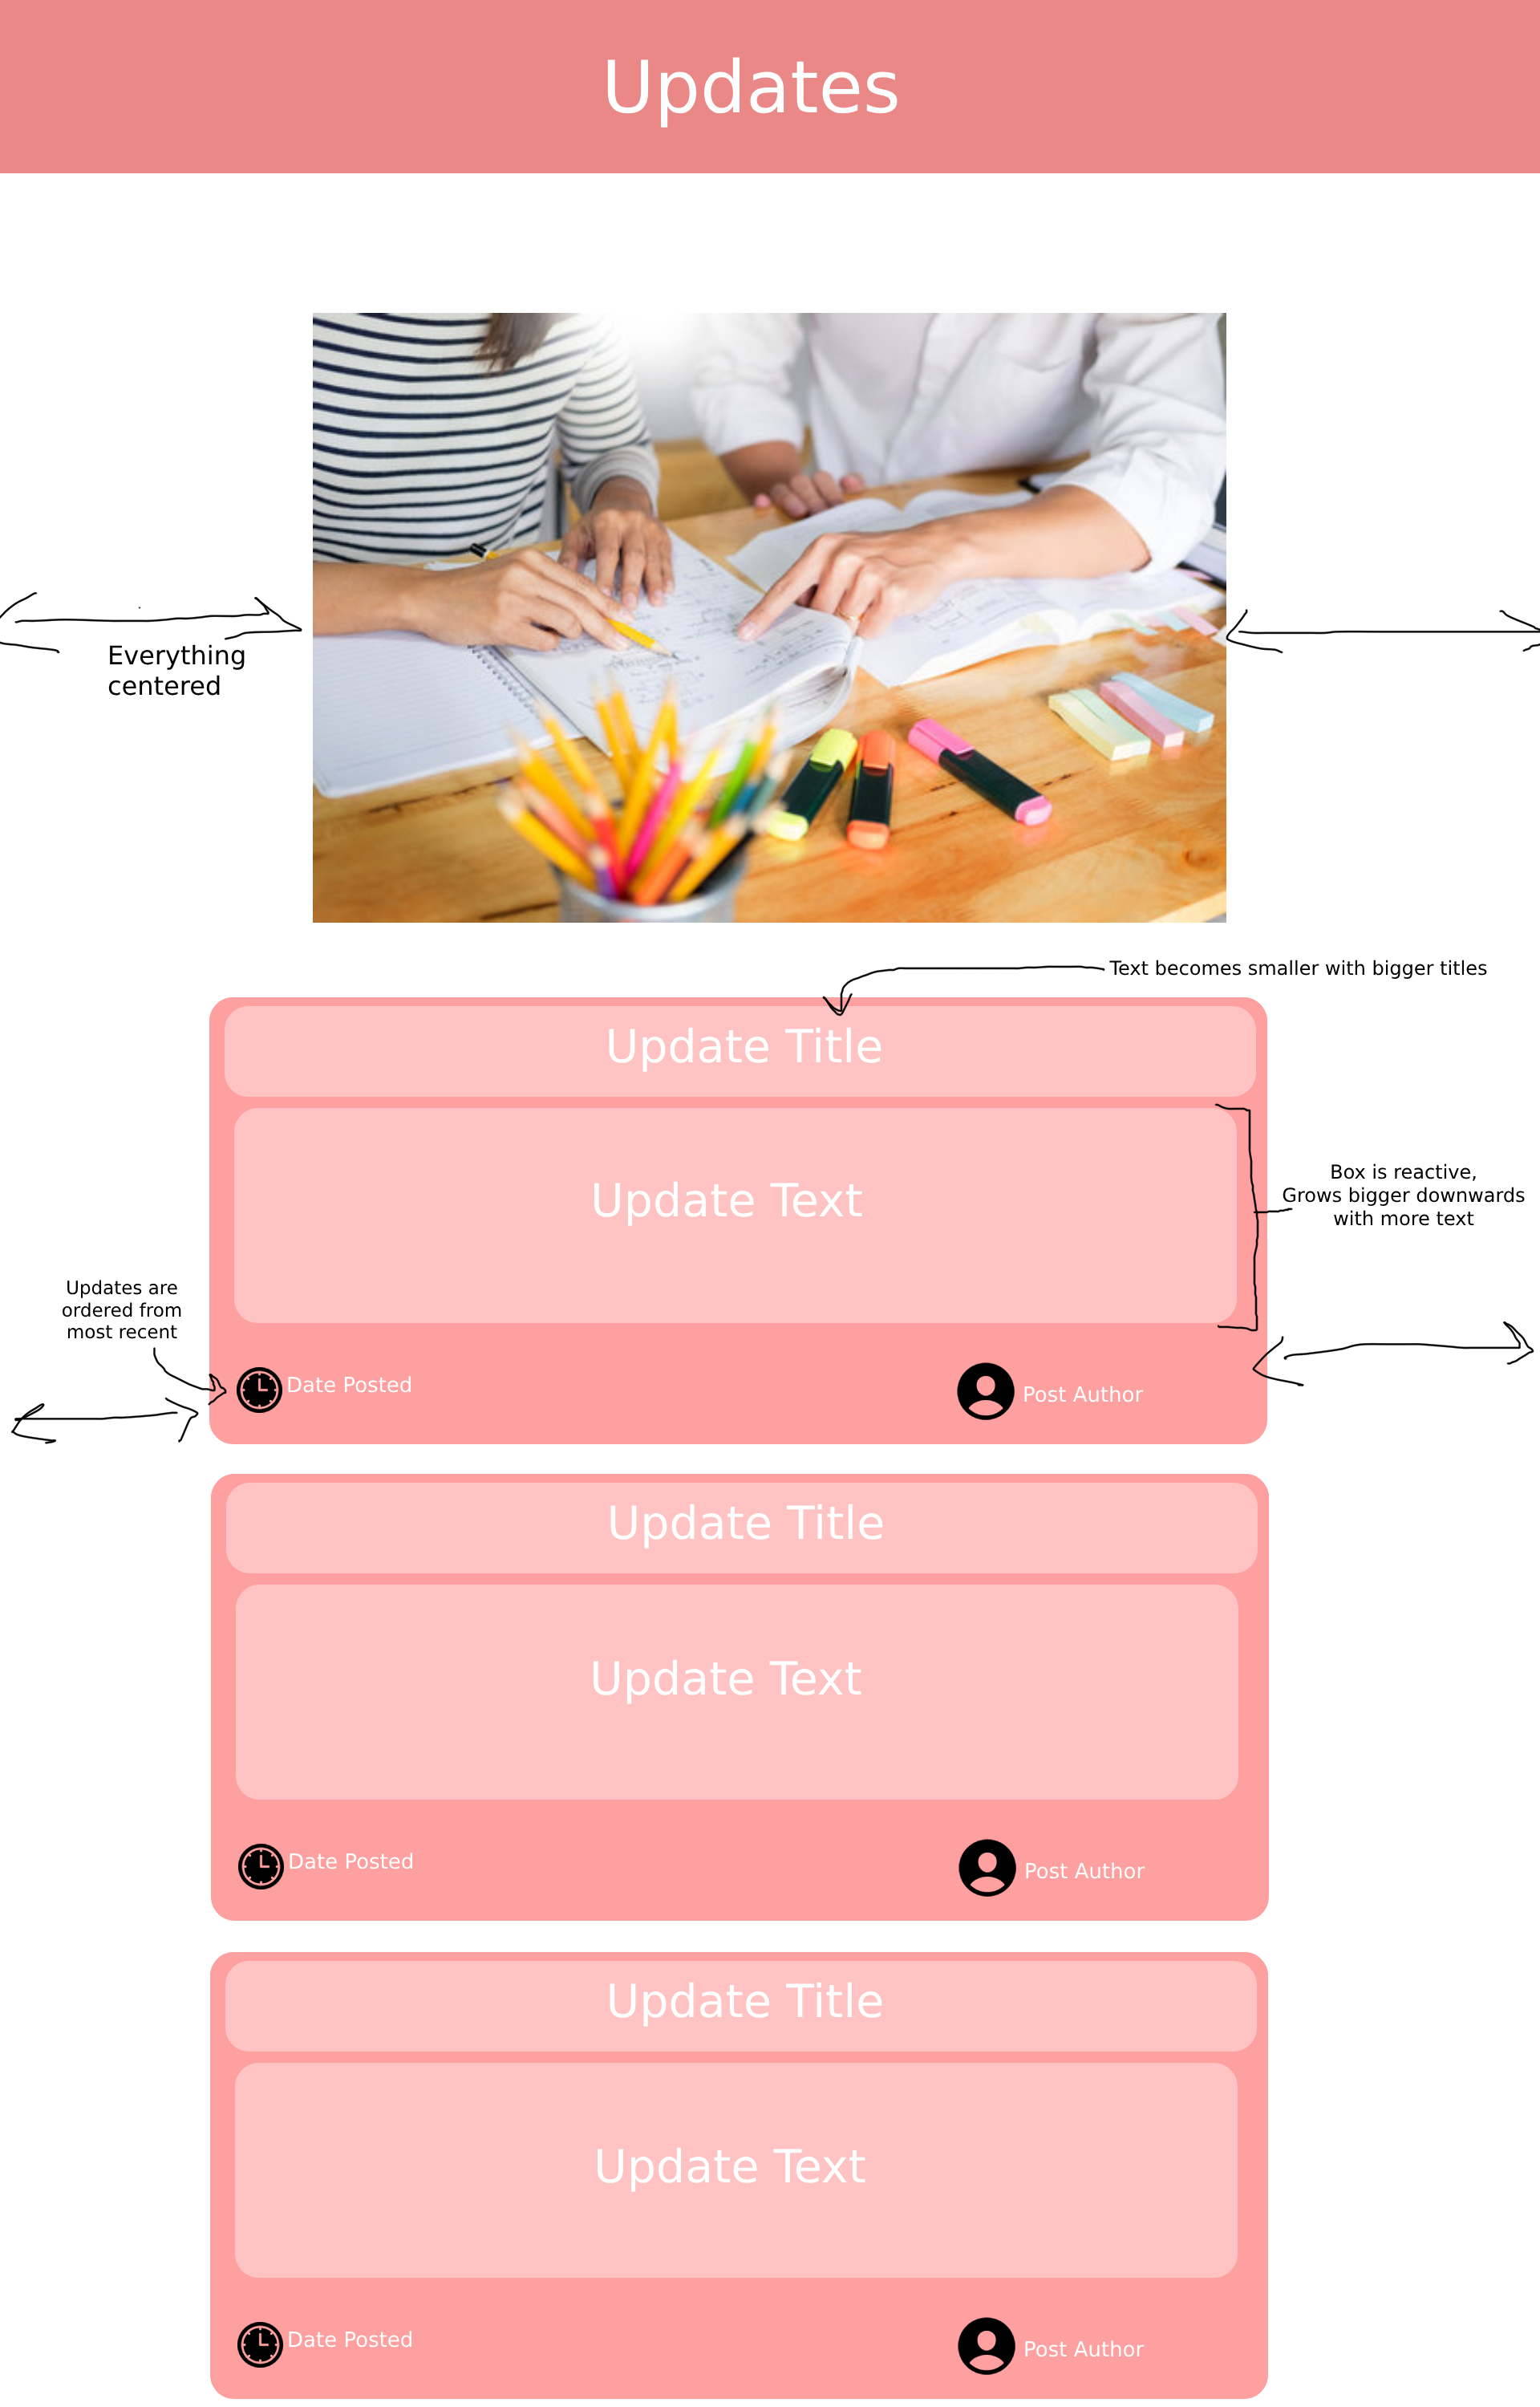 Updates
Everything
centered
Text becomes smaller with bigger titles
Update Title
Update Text
Box is reactive,
Grows bigger downwards
with more text
Updates are
ordered from
most recent
Date Posted
Post Author
Update Title
Update Text
Date Posted
Post Author
Update Title
Update Text
Date Posted
Post Author